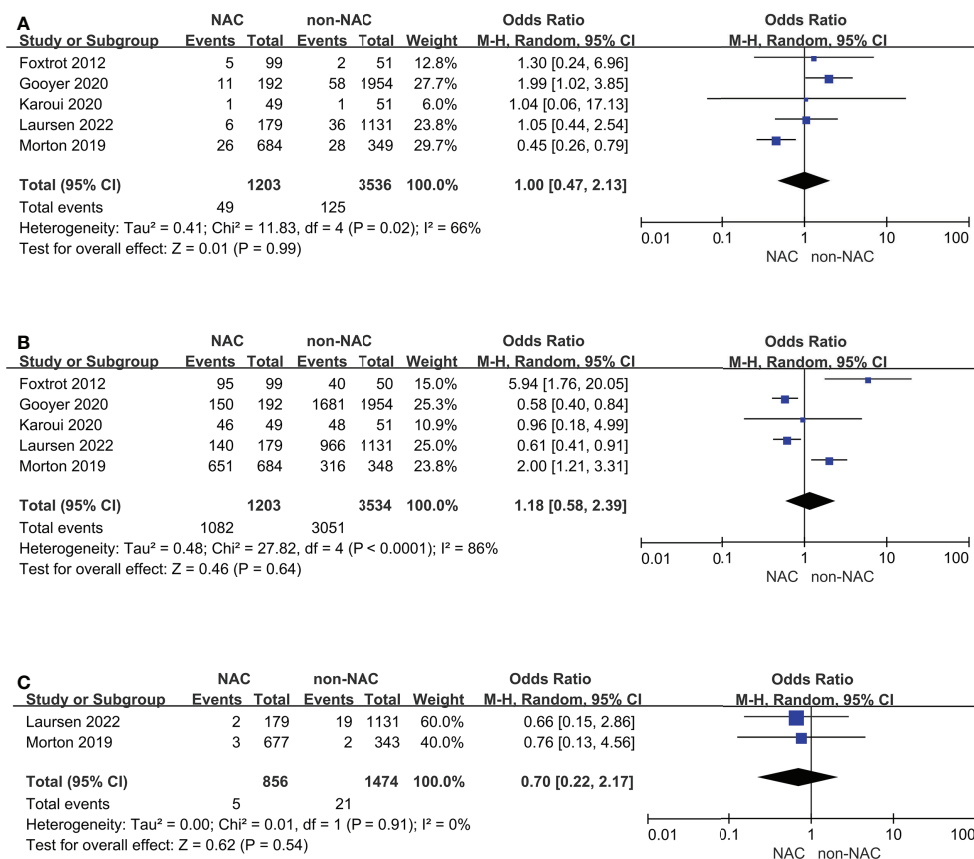 A
NAC non-NAC Odds Ratio Odds Ratio
Study or Subgroup Events Total Events Total Weight M-H, Random, 95% CI M-H, Random, 95% CI
Foxtrot 2012 5 99 2 51 12.8% 1.30 [0.24, 6.96]
Gooyer 2020 11 192 58 1954 27.7% 1.99 [1.02, 3.85]
Karoui 2020 1 49 1 51 6.0% 1.04 [0.06, 17.13]
Laursen 2022 6 179 36 1131 23.8% 1.05 [0.44, 2.54]
Morton 2019 26 684 28 349 29.7% 0.45 [0.26, 0.79]
Total (95% CI) 1203 3536 100.0% 1.00 [0.47, 2.13]
Total events 49 125
Heterogeneity: Tau² = 0.41; Chi² = 11.83, df = 4 (P = 0.02); I² = 66%
Test for overall effect: Z = 0.01 (P = 0.99)
0.01 0.1 1 10 100
NAC non-NAC
B
NAC non-NAC Odds Ratio Odds Ratio
Study or Subgroup Events Total Events Total Weight M-H, Random, 95% CI M-H, Random, 95% CI
Foxtrot 2012 95 99 40 50 15.0% 5.94 [1.76, 20.05]
Gooyer 2020 150 192 1681 1954 25.3% 0.58 [0.40, 0.84]
Karoui 2020 46 49 48 51 10.9% 0.96 [0.18, 4.99]
Laursen 2022 140 179 966 1131 25.0% 0.61 [0.41, 0.91]
Morton 2019 651 684 316 348 23.8% 2.00 [1.21, 3.31]
Total (95% CI) 1203 3534 100.0% 1.18 [0.58, 2.39]
Total events 1082 3051
Heterogeneity: Tau² = 0.48; Chi² = 27.82, df = 4 (P < 0.0001); I² = 86%
Test for overall effect: Z = 0.46 (P = 0.64)
0.01 0.1 1 10 100
NAC non-NAC
C
NAC non-NAC Odds Ratio Odds Ratio
Study or Subgroup Events Total Events Total Weight M-H, Random, 95% CI M-H, Random, 95% CI
Laursen 2022 2 179 19 1131 60.0% 0.66 [0.15, 2.86]
Morton 2019 3 677 2 343 40.0% 0.76 [0.13, 4.56]
Total (95% CI) 856 1474 100.0% 0.70 [0.22, 2.17]
Total events 5 21
Heterogeneity: Tau² = 0.00; Chi² = 0.01, df = 1 (P = 0.91); I² = 0%
Test for overall effect: Z = 0.62 (P = 0.54)
0.01 0.1 1 10 100
NAC non-NAC